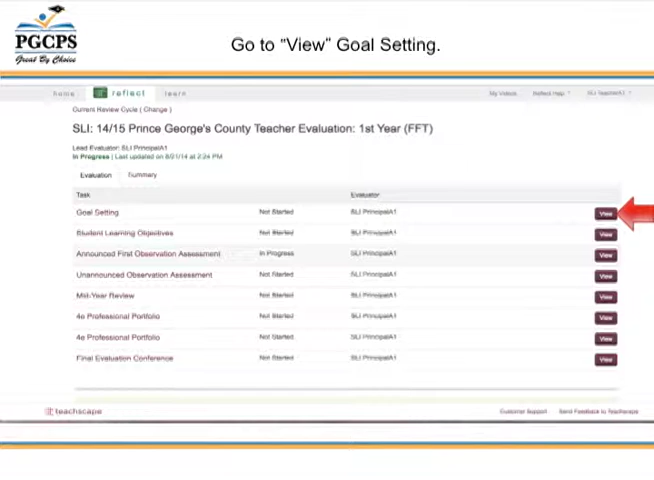 PGCPS
Great By Choice
Go to “View” Goal Setting.
home reflect learn My Videos Reflect Help SLI TeacherA1
Current Review Cycle ( Change )
SLI: 14/15 Prince George's County Teacher Evaluation: 1st Year (FFT)
Lead Evaluator: SLI PrincipalA1
In Progress | Last updated on 8/21/14 at 2:24 PM
Evaluation Summary
Task Evaluator
Goal Setting Not Started SLI PrincipalA1 View
Student Learning Objectives Not Started SLI PrincipalA1 View
Announced First Observation Assessment In Progress SLI PrincipalA1 View
Unannounced Observation Assessment Not Started SLI PrincipalA1 View
Mid-Year Review Not Started SLI PrincipalA1 View
4e Professional Portfolio Not Started SLI PrincipalA1 View
4e Professional Portfolio Not Started SLI PrincipalA1 View
Final Evaluation Conference Not Started SLI PrincipalA1 View
teachscape Customer Support Send Feedback to Teachscape